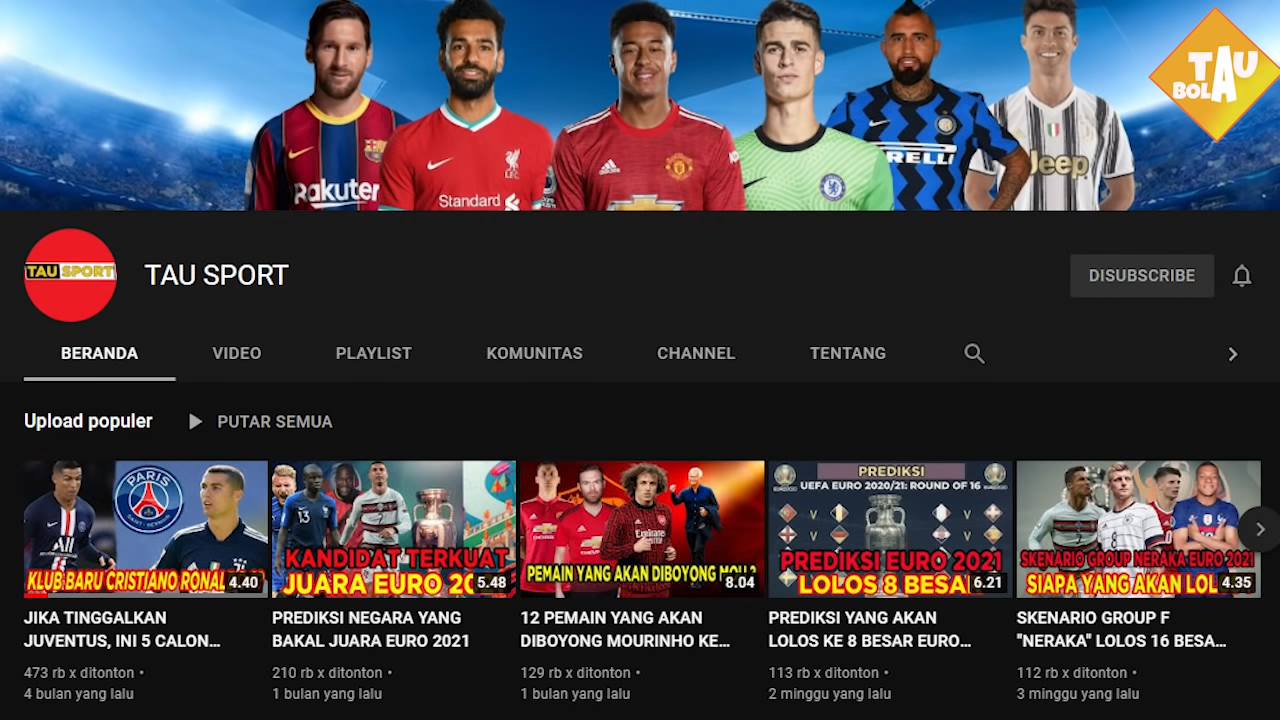 TAU
BOLA
Rakuten
Standard
IRELLI
Jeep
TAU SPORT
TAU SPORT
DISUBSCRIBE
BERANDA
VIDEO
PLAYLIST
KOMUNITAS
CHANNEL
TENTANG
Upload populer
PUTAR SEMUA
PARIS
KLUB BARU CRISTIANO RONAL
4.40
KANDIDAT TERKUAT
JUARA EURO 20
5.48
PEMAIN YANG AKAN DIBOYONG MOU?
8.04
PREDIKSI
UEFA EURO 2020/21: ROUND OF 16
PREDIKSI EURO 2021
LOLOS 8 BESA
6.21
SKENARIO GROUP NERAKA EURO 2021
SIAPA YANG AKAN LOL
4.35
JIKA TINGGALKAN
JUVENTUS, INI 5 CALON...
473 rb x ditonton •
4 bulan yang lalu
PREDIKSI NEGARA YANG
BAKAL JUARA EURO 2021
210 rb x ditonton •
1 bulan yang lalu
12 PEMAIN YANG AKAN
DIBOYONG MOURINHO KE...
129 rb x ditonton •
1 bulan yang lalu
PREDIKSI YANG AKAN
LOLOS KE 8 BESAR EURO...
113 rb x ditonton •
2 minggu yang lalu
SKENARIO GROUP F
"NERAKA" LOLOS 16 BESA...
112 rb x ditonton •
3 minggu yang lalu